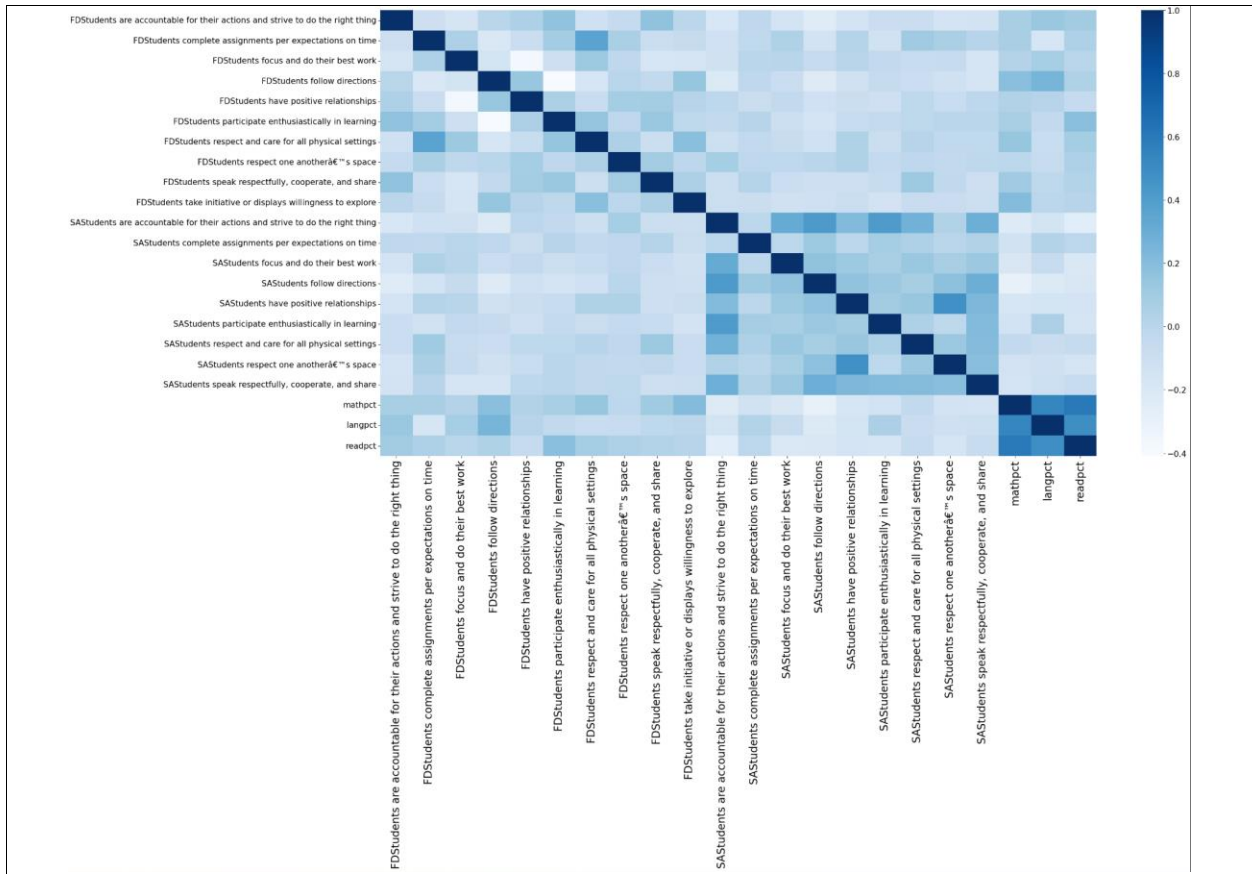 FDStudents are accountable for their actions and strive to do the right thing
FDStudents complete assignments per expectations on time
FDStudents focus and do their best work
FDStudents follow directions
FDStudents have positive relationships
FDStudents participate enthusiastically in learning
FDStudents respect and care for all physical settings
FDStudents respect one anotherâ€™s space
FDStudents speak respectfully, cooperate, and share
FDStudents take initiative or displays willingness to explore
SAStudents are accountable for their actions and strive to do the right thing
SAStudents complete assignments per expectations on time
SAStudents focus and do their best work
SAStudents follow directions
SAStudents have positive relationships
SAStudents participate enthusiastically in learning
SAStudents respect and care for all physical settings
SAStudents respect one anotherâ€™s space
SAStudents speak respectfully, cooperate, and share
mathpct
langpct
readpct
FDStudents are accountable for their actions and strive to do the right thing
FDStudents complete assignments per expectations on time
FDStudents focus and do their best work
FDStudents follow directions
FDStudents have positive relationships
FDStudents participate enthusiastically in learning
FDStudents respect and care for all physical settings
FDStudents respect one anotherâ€™s space
FDStudents speak respectfully, cooperate, and share
FDStudents take initiative or displays willingness to explore
SAStudents are accountable for their actions and strive to do the right thing
SAStudents complete assignments per expectations on time
SAStudents focus and do their best work
SAStudents follow directions
SAStudents have positive relationships
SAStudents participate enthusiastically in learning
SAStudents respect and care for all physical settings
SAStudents respect one anotherâ€™s space
SAStudents speak respectfully, cooperate, and share
mathpct
langpct
readpct
1.0
0.8
0.6
0.4
0.2
0.0
−0.2
−0.4